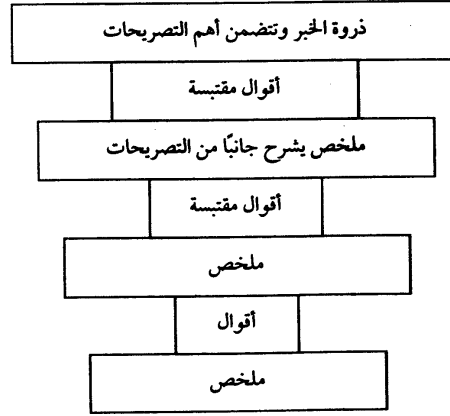 ذروة الخبر وتتضمن أهم التصريحات
أقوال مقتبسة
ملخص يشرح جانبًا من التصريحات
أقوال مقتبسة
ملخص
أقوال
ملخص